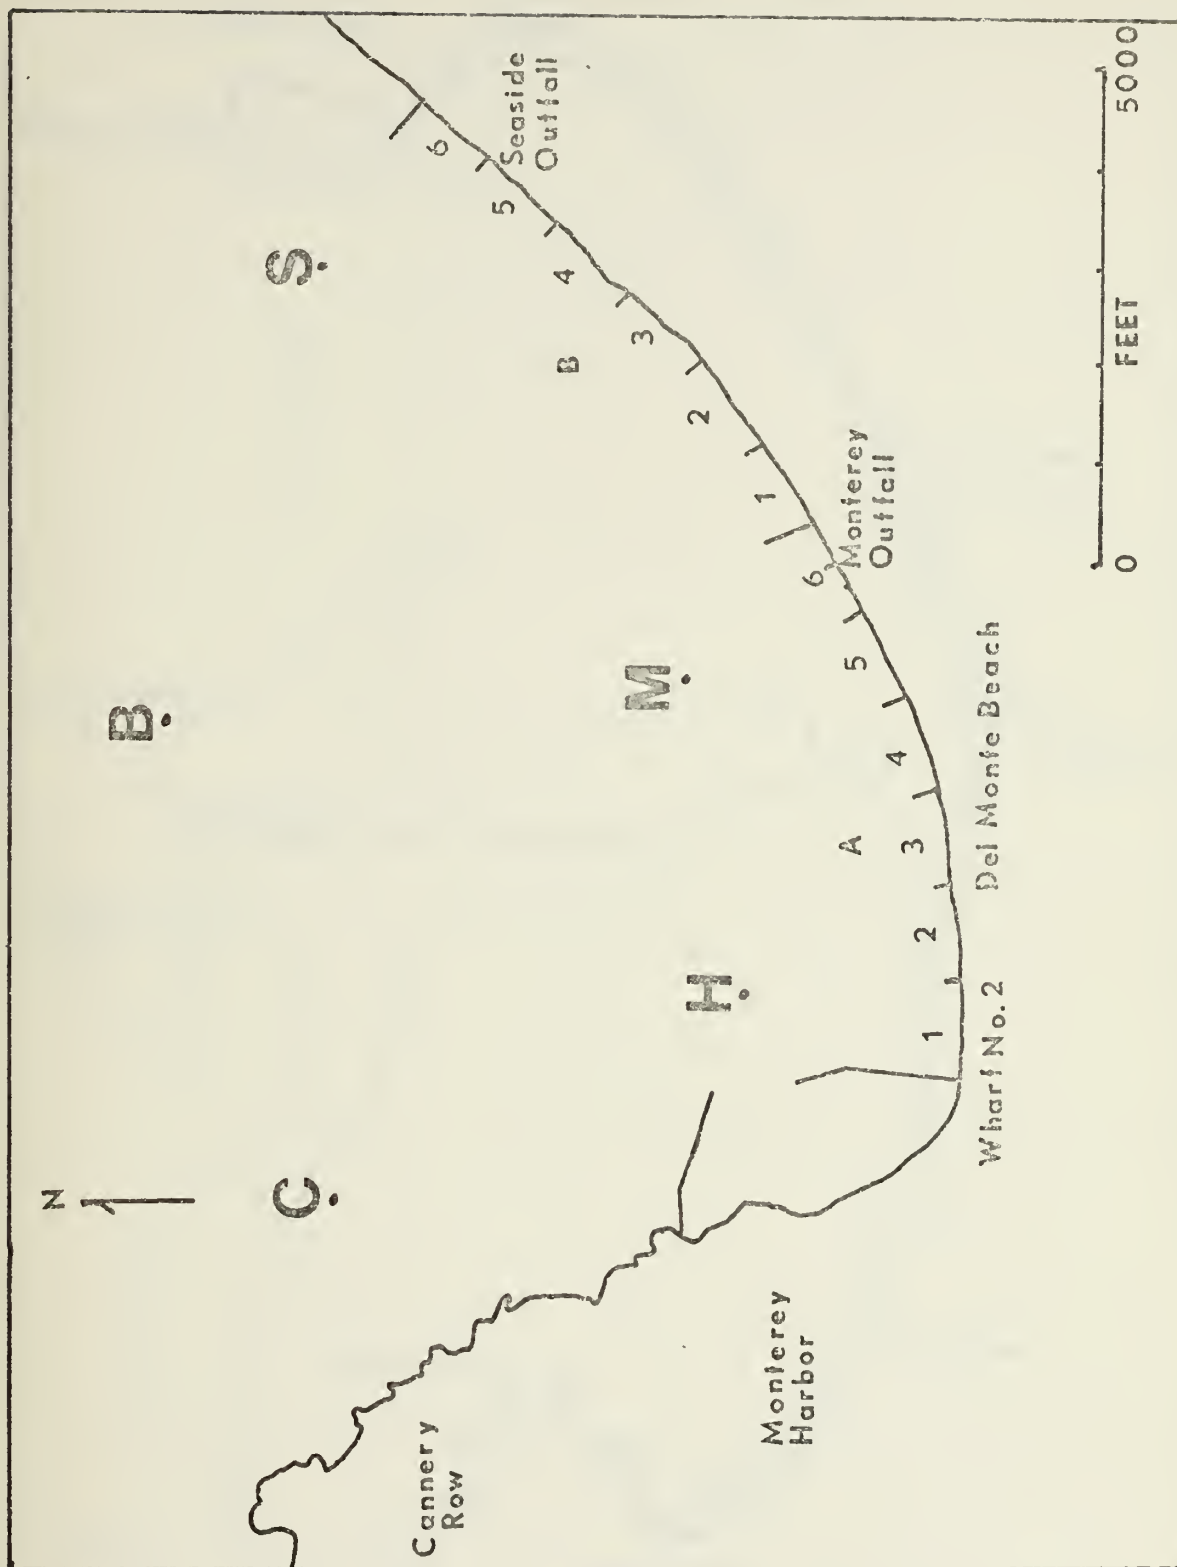 N
B
S
C
Cannery
Row
M
H
Monterey
Harbor
A
B
1
2
3
4
5
6
1
2
3
4
5
6
Seaside
Outfall
Monterey
Outfall
Wharf No. 2
Del Monte Beach
0
FEET
5000